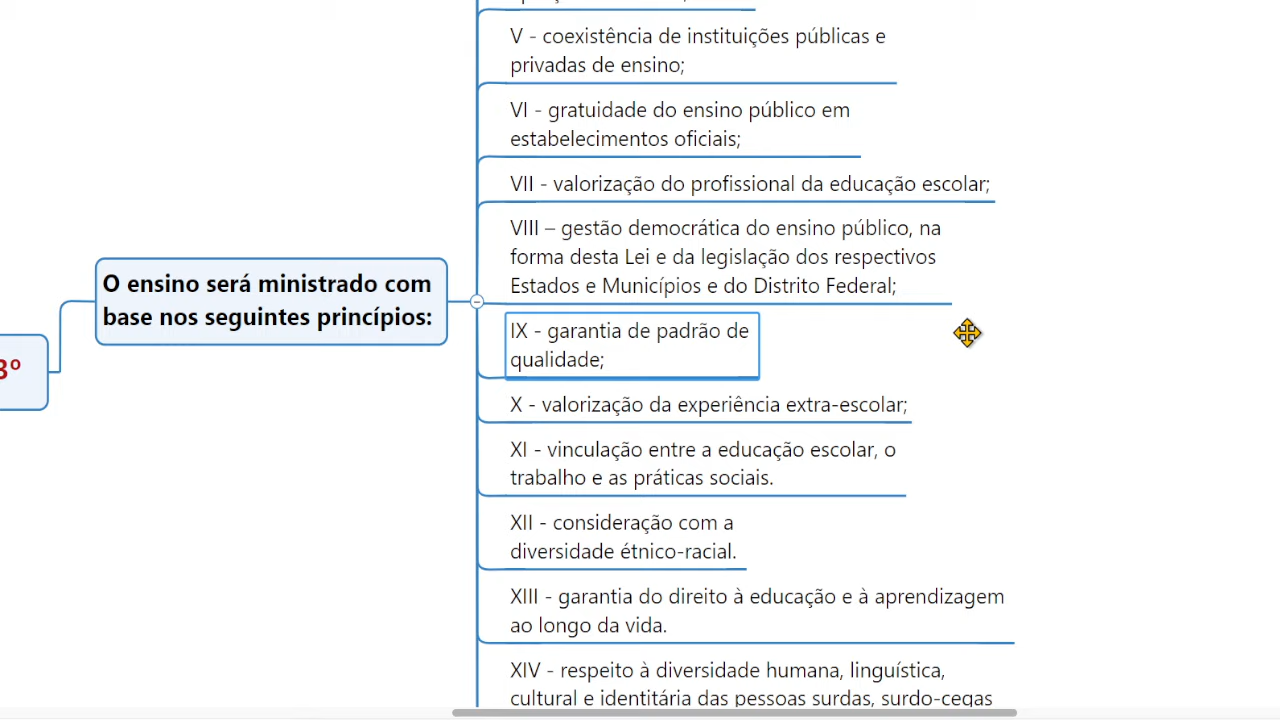 V - coexistência de instituições públicas e
privadas de ensino;
VI - gratuidade do ensino público em
estabelecimentos oficiais;
VII - valorização do profissional da educação escolar;
VIII – gestão democrática do ensino público, na
forma desta Lei e da legislação dos respectivos
Estados e Municípios e do Distrito Federal;
O ensino será ministrado com
base nos seguintes princípios:
3º
IX - garantia de padrão de
qualidade;
X - valorização da experiência extra-escolar;
XI - vinculação entre a educação escolar, o
trabalho e as práticas sociais.
XII - consideração com a
diversidade étnico-racial.
XIII - garantia do direito à educação e à aprendizagem
ao longo da vida.
XIV - respeito à diversidade humana, linguística,
cultural e identitária das pessoas surdas, surdo-cegas